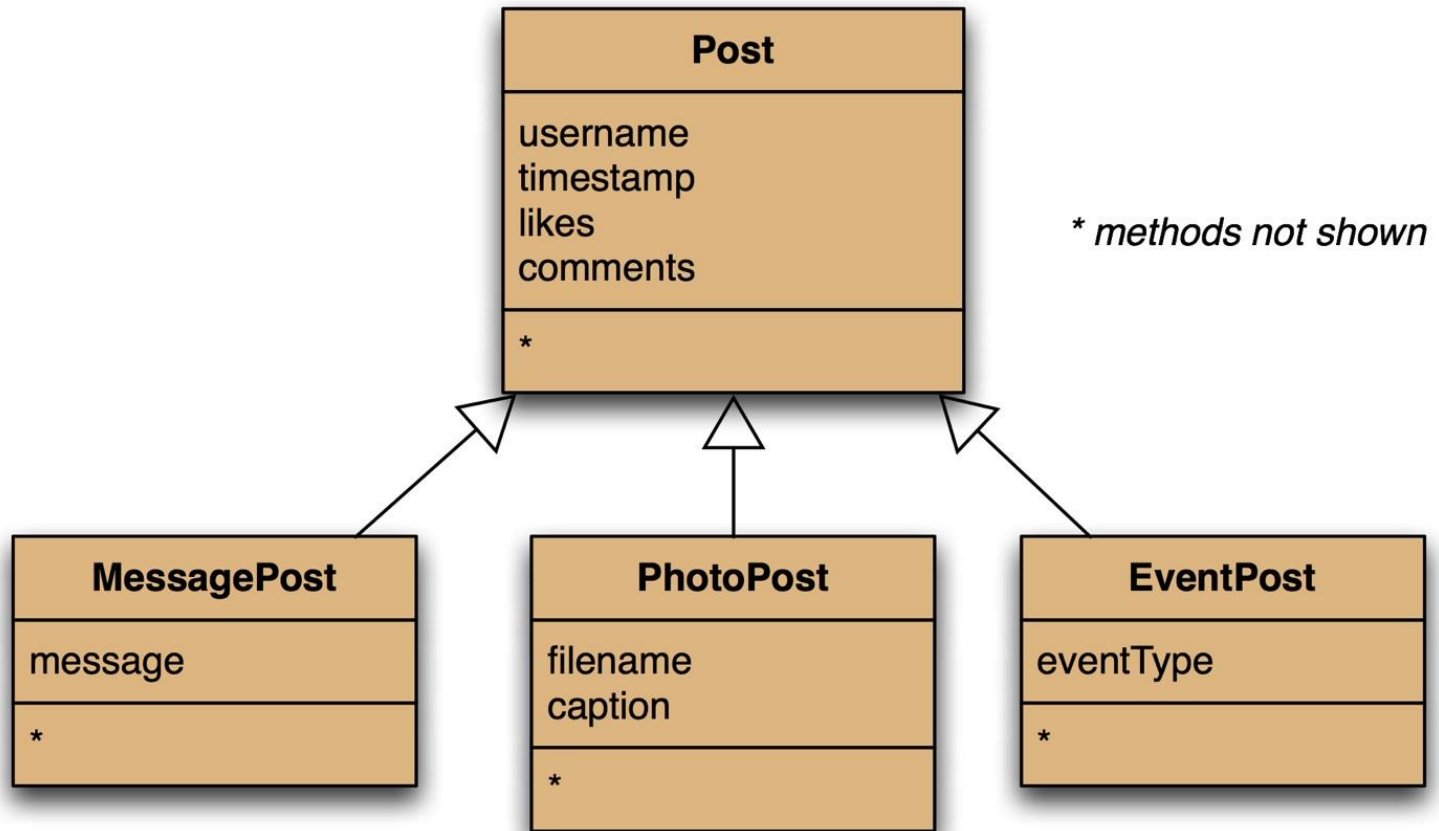 Post
username
timestamp
likes
comments
*
* methods not shown
MessagePost
message
*
PhotoPost
filename
caption
*
EventPost
eventType
*